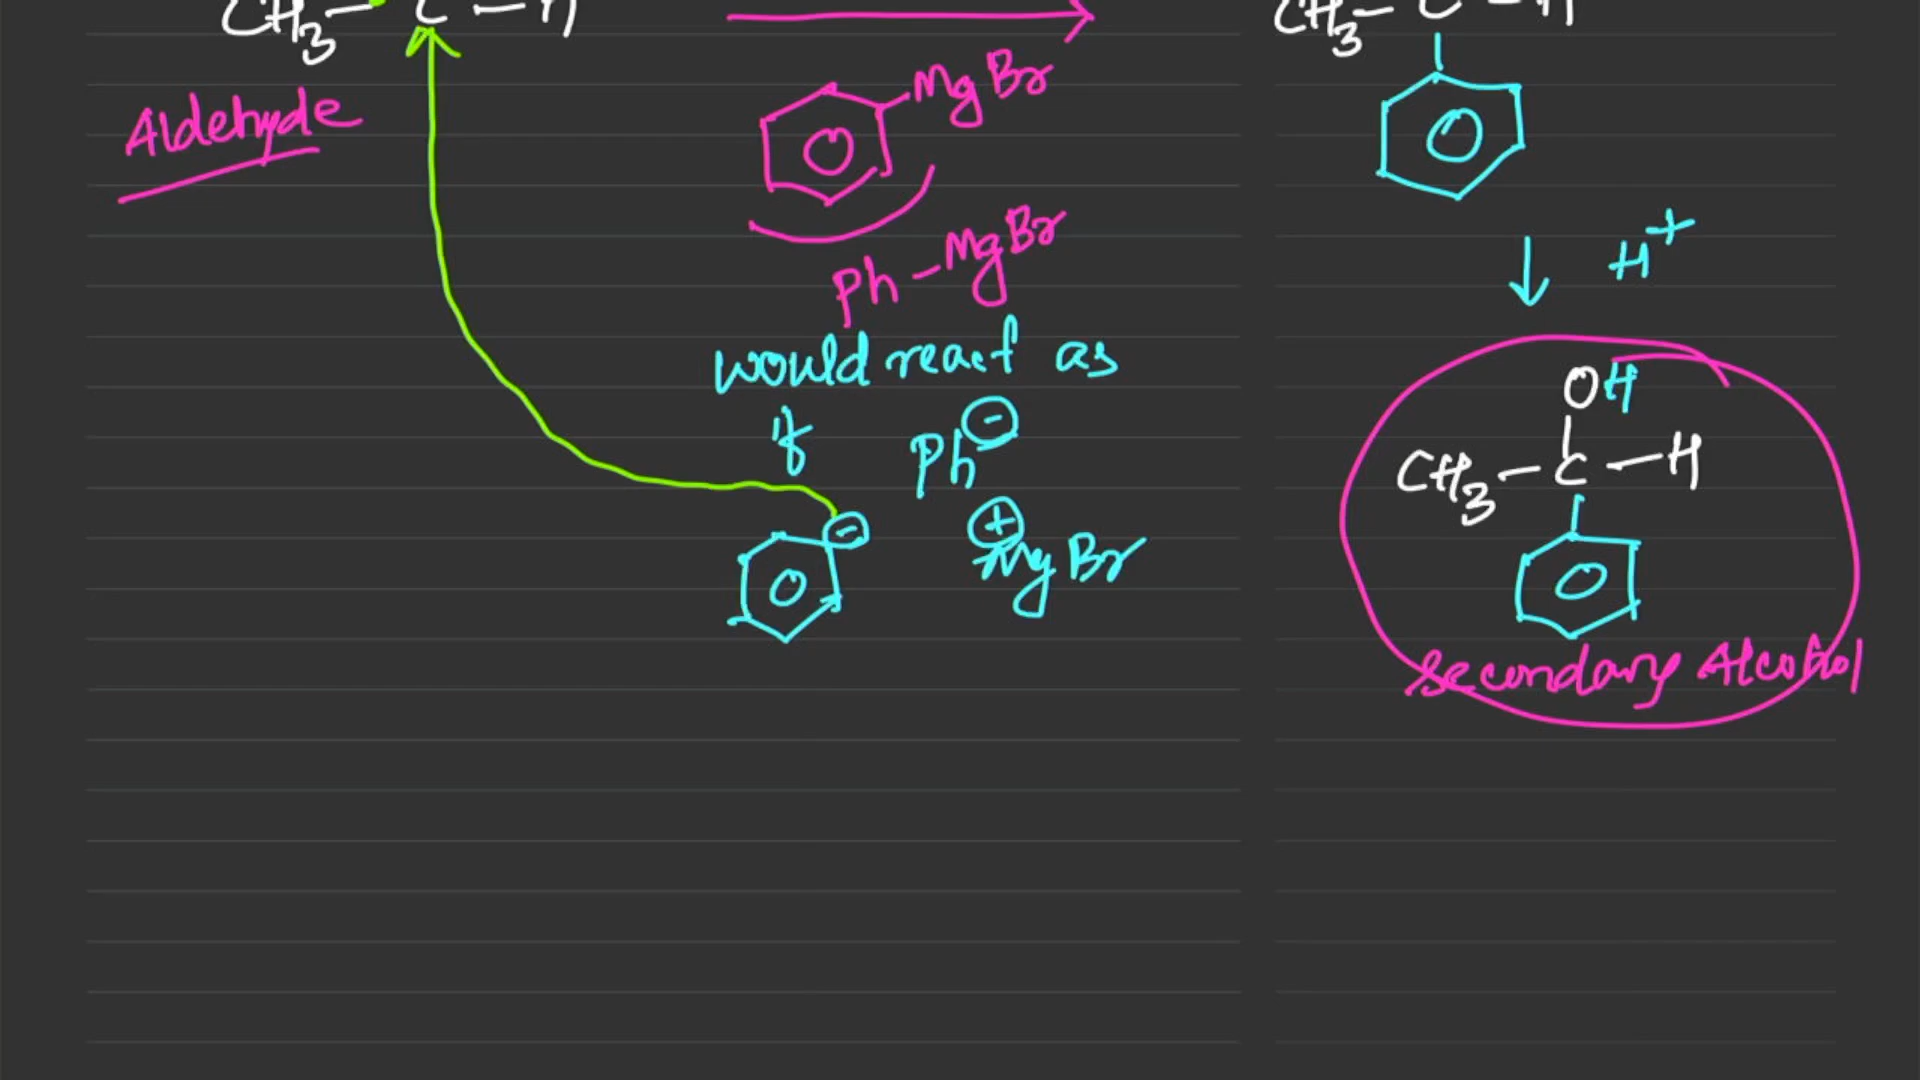 CH3 - C - H
CH3 - C - H
Aldehyde
MgBr
Ph - MgBr
H+
would react as
if Ph⊖
⊖
⊕MgBr
OH
CH3 - C - H
Secondary Alcohol